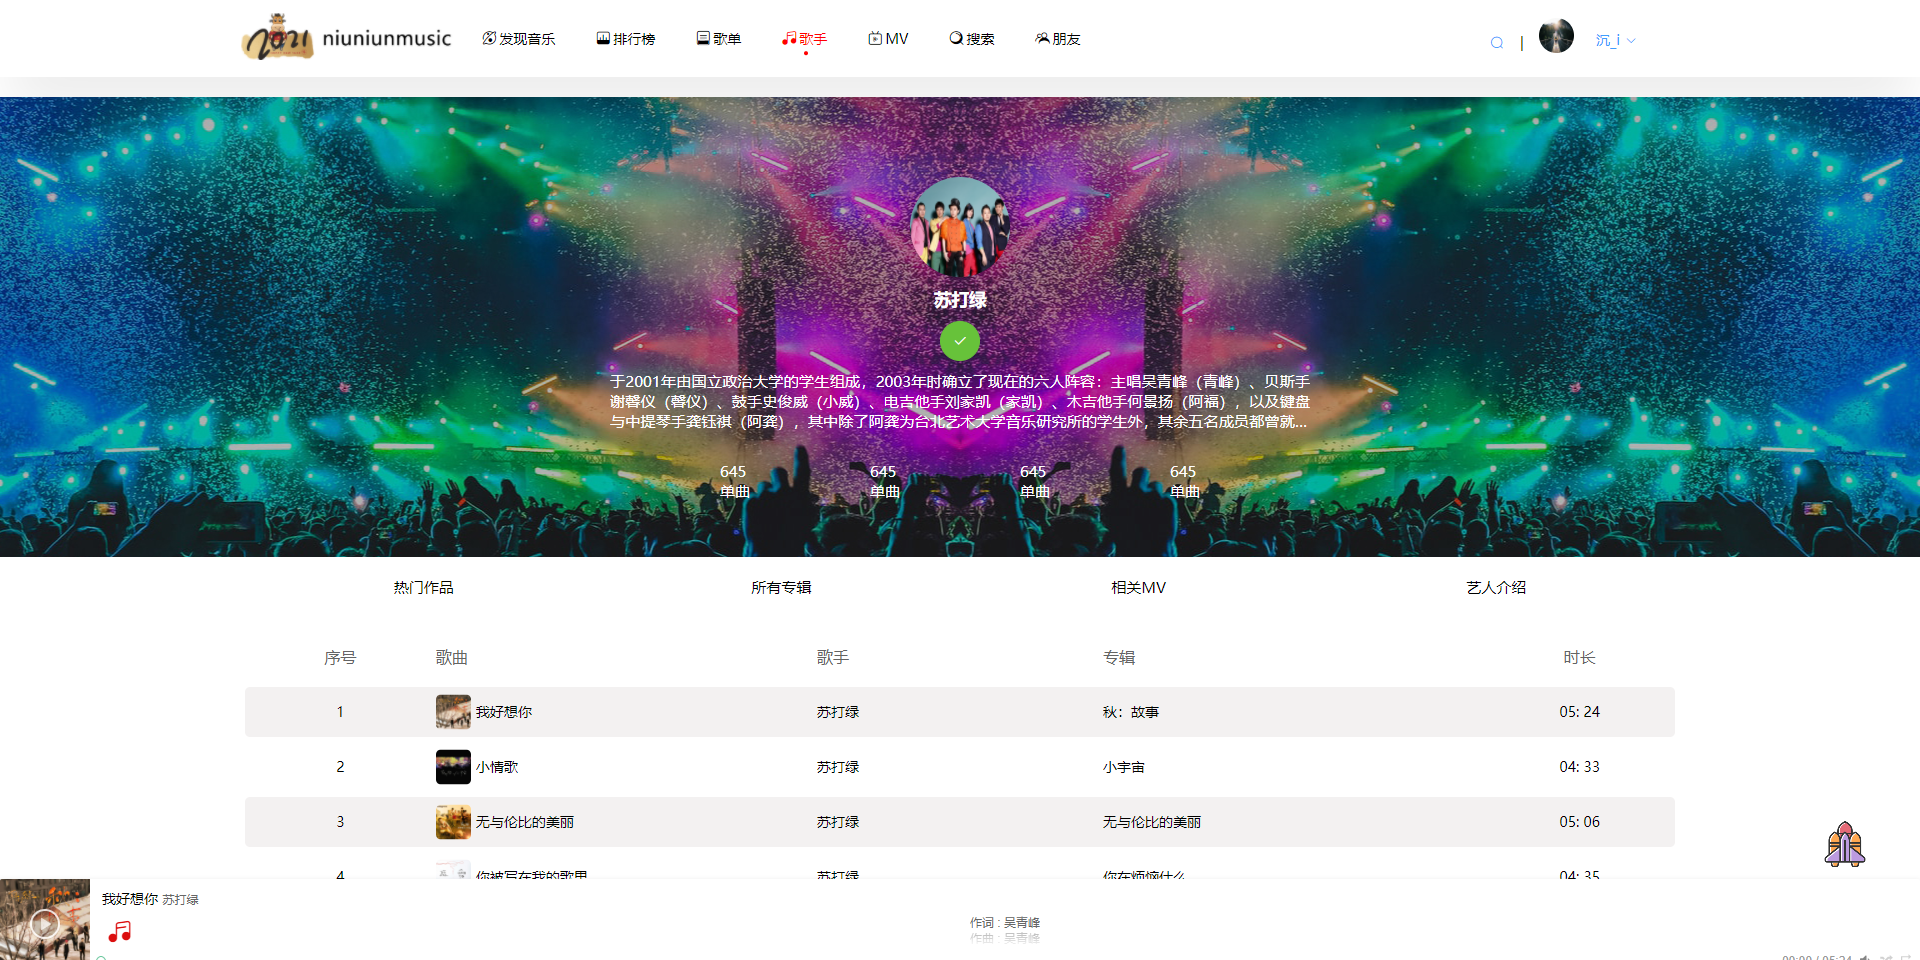 2021 niuniunmusic 发现音乐 排行榜 歌单 歌手 MV 搜索 朋友 | 沉_i
苏打绿
于2001年由国立政治大学的学生组成，2003年时确立了现在的六人阵容：主唱吴青峰（青峰）、贝斯手
谢馨仪（馨仪）、鼓手史俊威（小威）、电吉他手刘家凯（家凯）、木吉他手何景扬（阿福），以及键盘
与中提琴手龚钰祺（阿龚），其中除了阿龚为台北艺术大学音乐研究所的学生外，其余五名成员都曾就...
645 645 645 645
单曲 单曲 单曲 单曲
热门作品 所有专辑 相关MV 艺人介绍
序号 歌曲 歌手 专辑 时长
1 我好想你 苏打绿 秋：故事 05: 24
2 小情歌 苏打绿 小宇宙 04: 33
3 无与伦比的美丽 苏打绿 无与伦比的美丽 05: 06
4 你被写在我的歌里 苏打绿 你在烦恼什么 04: 35
我好想你 苏打绿
作词 : 吴青峰
作曲 : 吴青峰
00:00 / 05:24